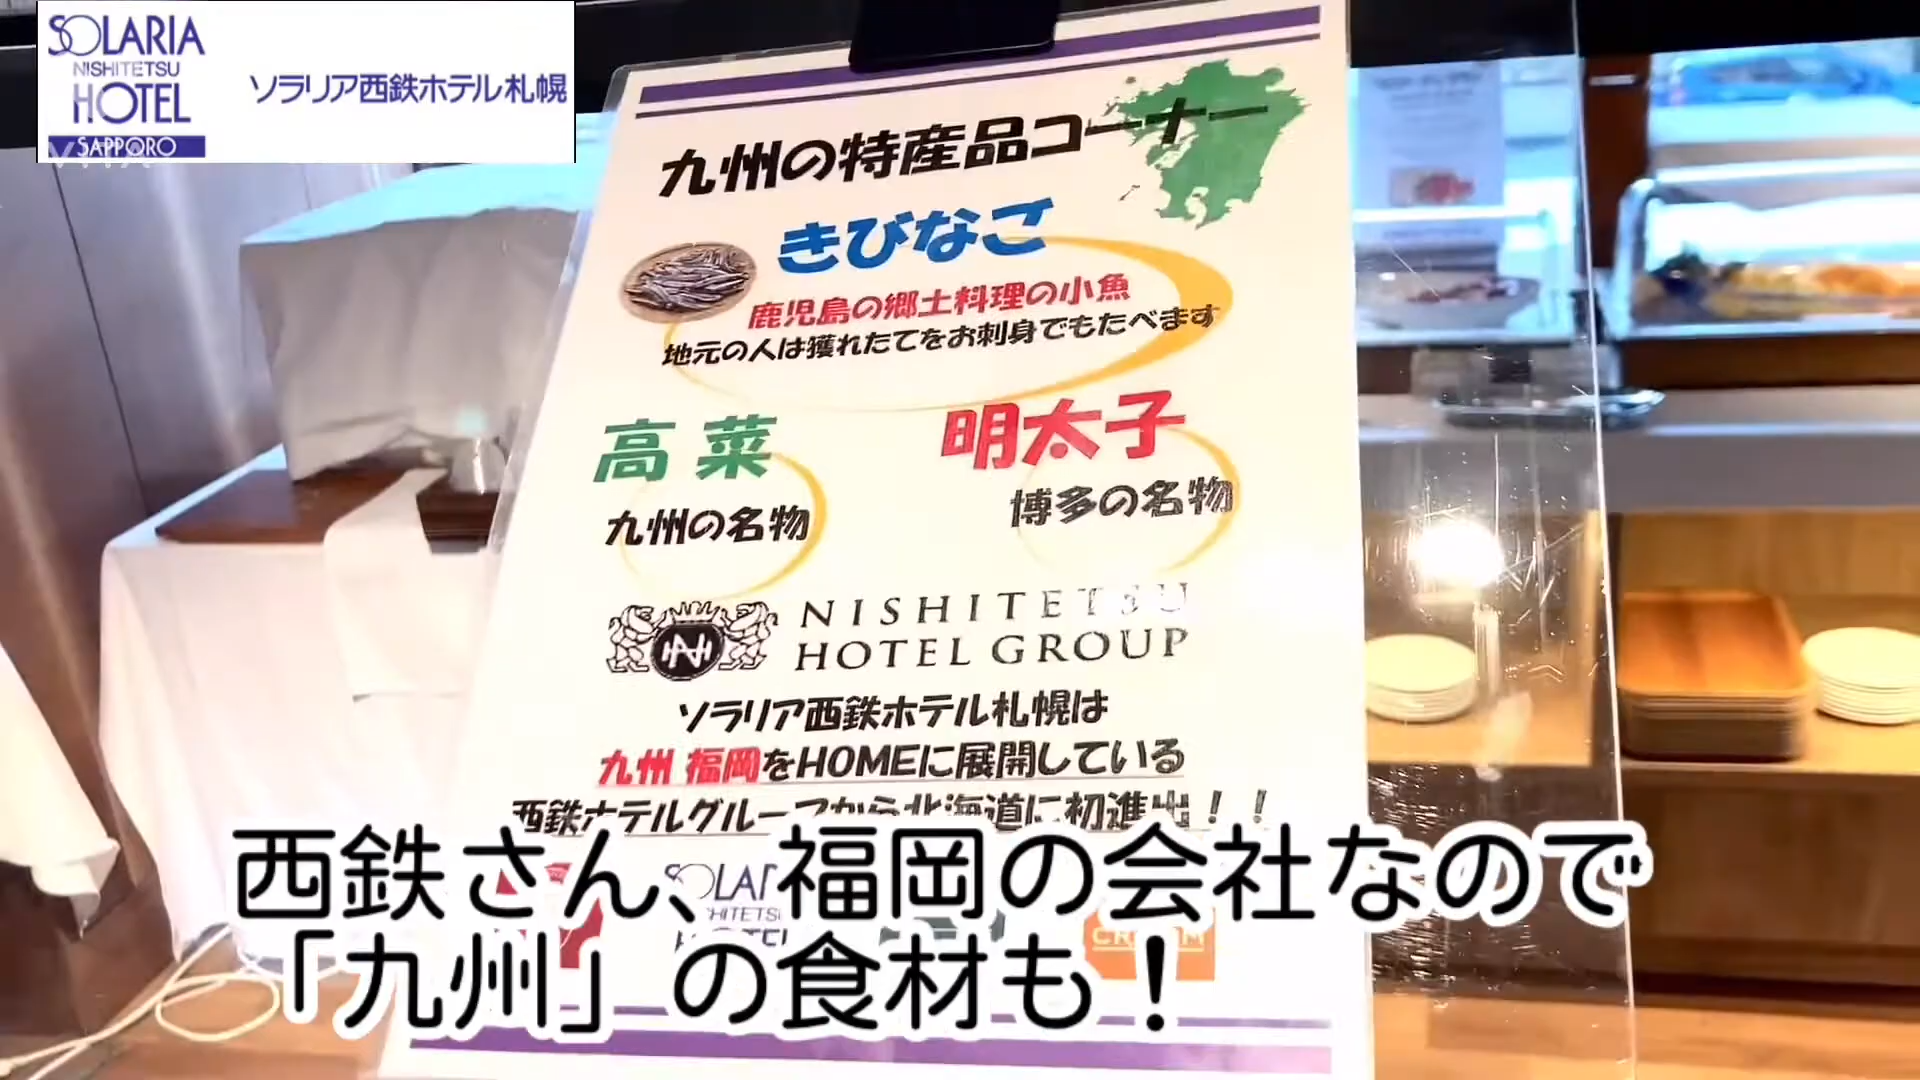 SOLARIA
NISHITETSU
HOTEL
SAPPORO
ソラリア西鉄ホテル札幌
九州の特産品コーナー
きびなご
鹿児島の郷土料理の小魚
地元の人は獲れたてをお刺身でもたべます
高菜
明太子
九州の名物
博多の名物
NISHITETSU
HOTEL GROUP
ソラリア西鉄ホテル札幌は
九州 福岡をHOMEに展開している
西鉄ホテルグループから北海道に初進出！！
西鉄さん、福岡の会社なので
「九州」の食材も！